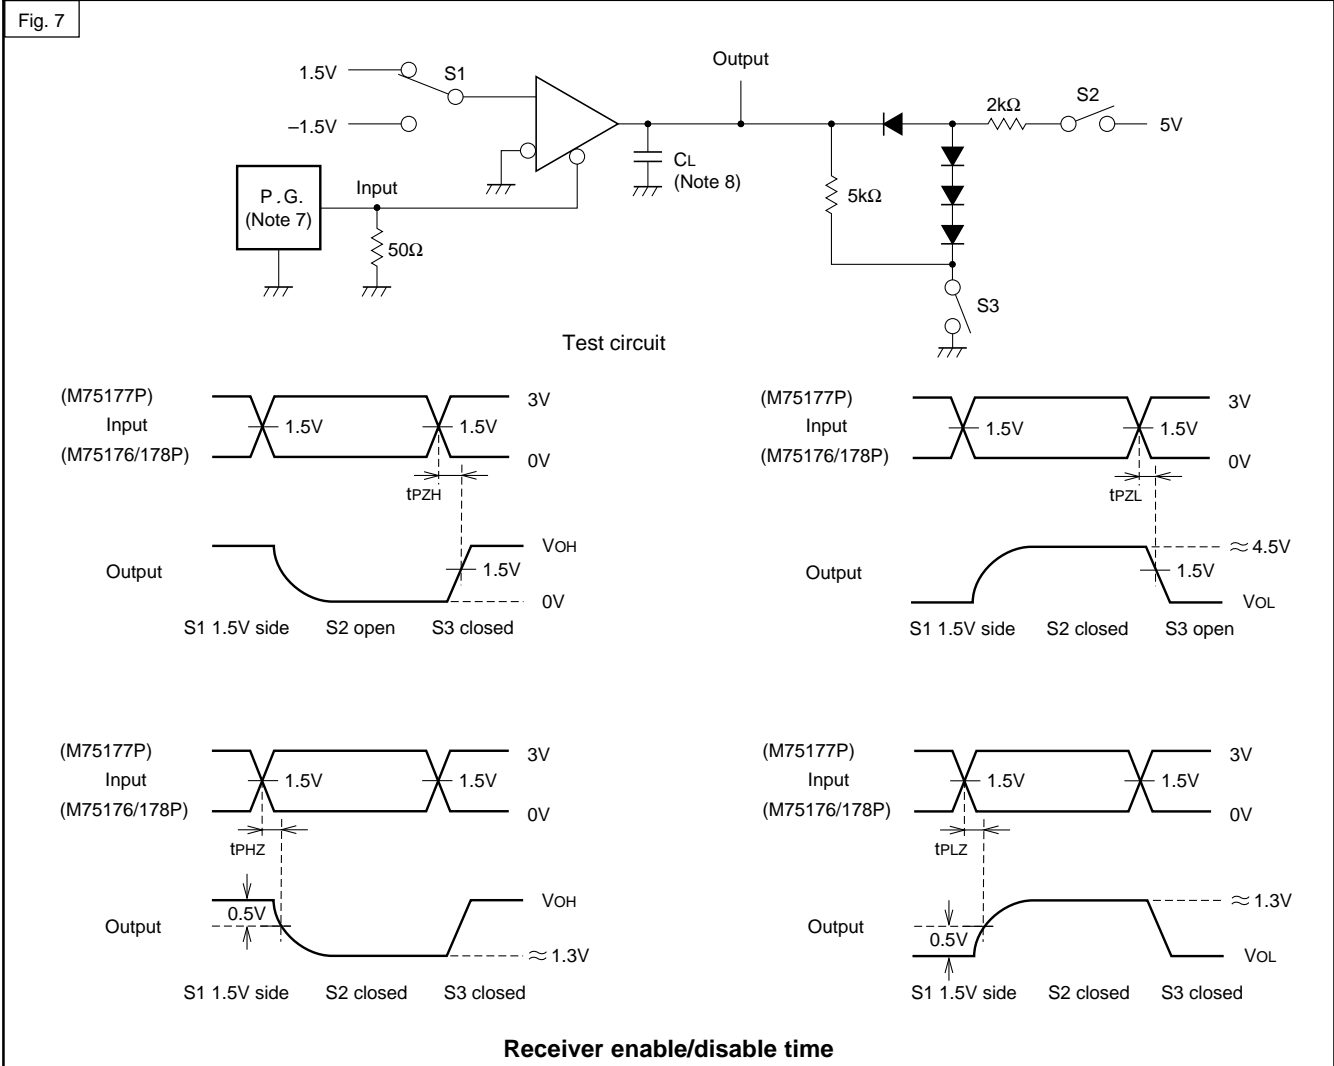 Fig. 7
Output
1.5V
S1
2kΩ
S2
5V
–1.5V
CL
(Note 8)
P.G.
(Note 7)
Input
5kΩ
50Ω
S3
Test circuit
(M75177P)
Input
(M75176/178P)
1.5V
1.5V
3V
0V
tPZH
Output
VOH
1.5V
0V
S1 1.5V side S2 open S3 closed
(M75177P)
Input
(M75176/178P)
1.5V
1.5V
3V
0V
tPZL
Output
≈ 4.5V
1.5V
VOL
S1 1.5V side S2 closed S3 open
(M75177P)
Input
(M75176/178P)
1.5V
1.5V
3V
0V
tPHZ
Output
0.5V
VOH
≈ 1.3V
S1 1.5V side S2 closed S3 closed
(M75177P)
Input
(M75176/178P)
1.5V
1.5V
3V
0V
tPLZ
Output
0.5V
≈ 1.3V
VOL
S1 1.5V side S2 closed S3 closed
Receiver enable/disable time